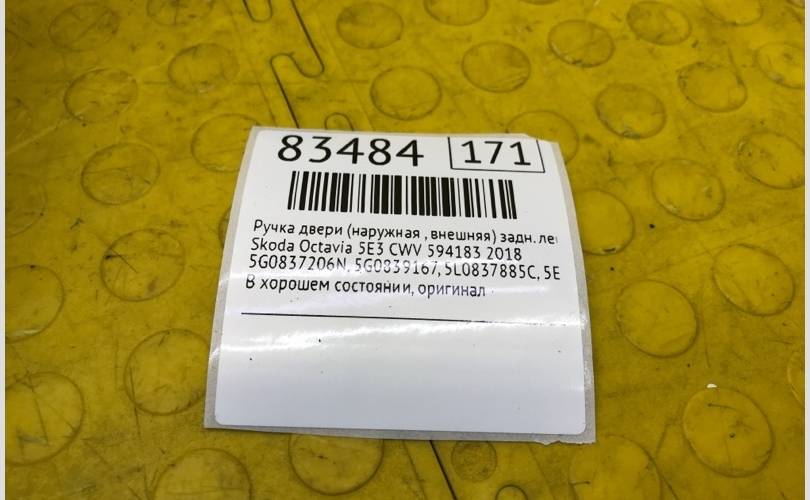 83484 171
Ручка двери (наружная , внешняя) задн. ле
Skoda Octavia 5E3 CWV 594183 2018
5G0837206N, 5G0839167, 5L0837885C, 5E
В хорошем состоянии, оригинал